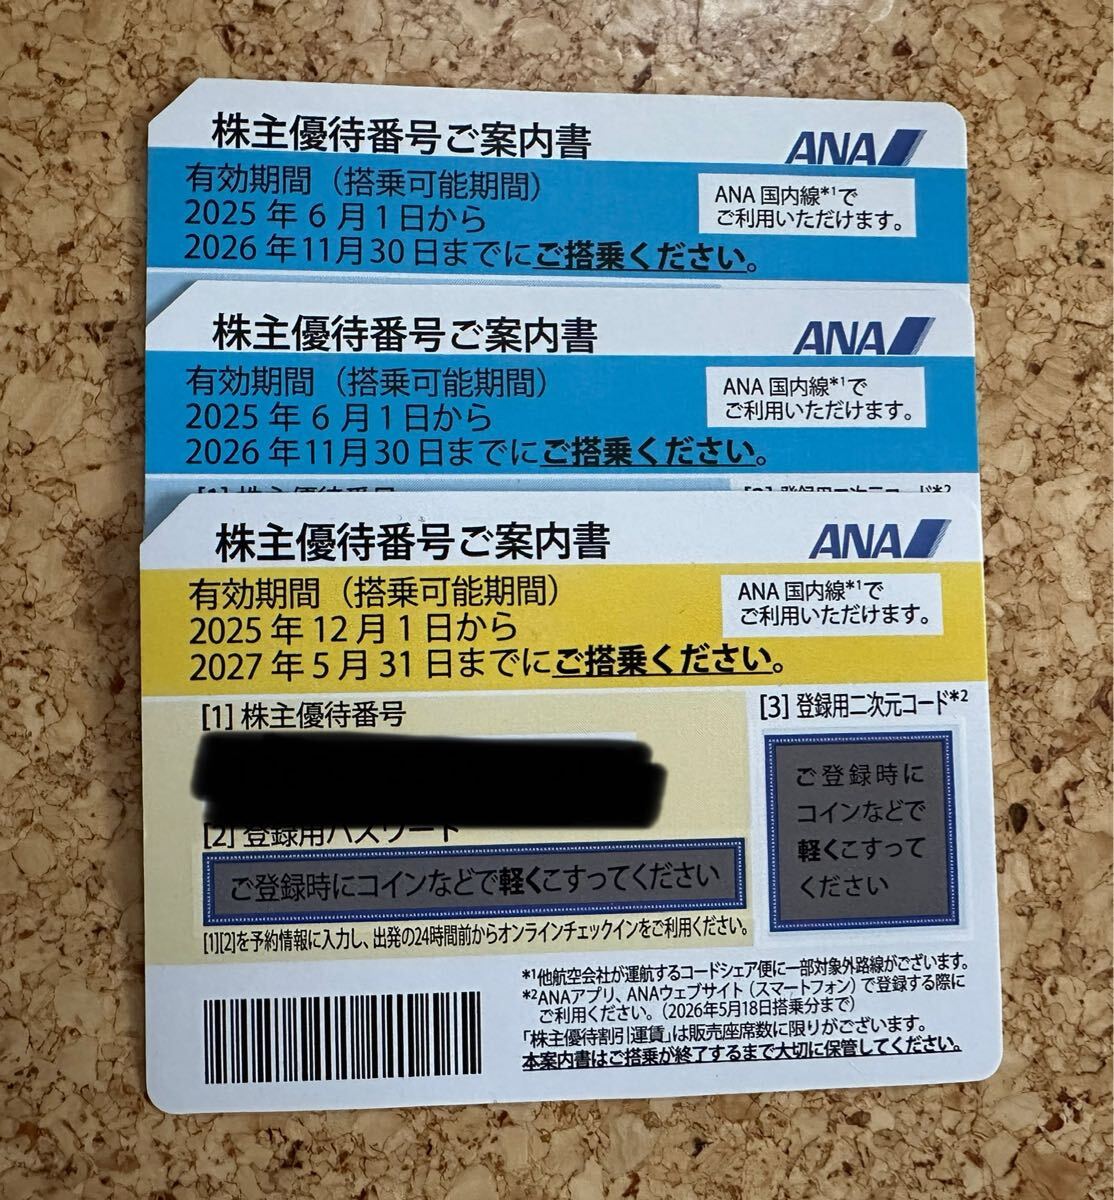 株主優待番号ご案内書
ANA
有効期間（搭乗可能期間）
2025年6月1日から
2026年11月30日までにご搭乗ください。
ANA国内線*1で
ご利用いただけます。
株主優待番号ご案内書
ANA
有効期間（搭乗可能期間）
2025年6月1日から
2026年11月30日までにご搭乗ください。
ANA国内線*1で
ご利用いただけます。
[1]株主優待番号
[3]登録用二次元コード*2
株主優待番号ご案内書
ANA
有効期間（搭乗可能期間）
2025年12月1日から
2027年5月31日までにご搭乗ください。
ANA国内線*1で
ご利用いただけます。
[1]株主優待番号
[2]登録用パスワード
ご登録時にコインなどで軽くこすってください
[1][2]を予約情報に入力し、出発の24時間前からオンラインチェックインをご利用ください。
[3]登録用二次元コード*2
ご登録時に
コインなどで
軽くこすって
ください
*1他航空会社が運航するコードシェア便に一部対象外路線がございます。
*2ANAアプリ、ANAウェブサイト（スマートフォン）で登録する際に
ご利用ください。（2026年5月18日搭乗分まで）
「株主優待割引運賃」は販売座席数に限りがございます。
本案内書はご搭乗が終了するまで大切に保管してください。